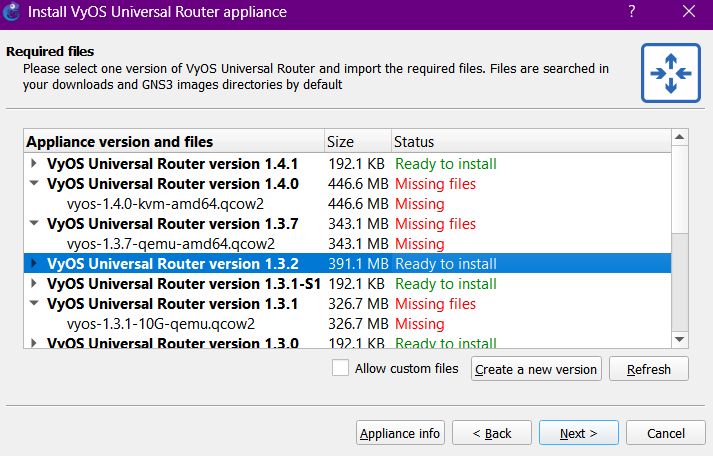 Install VyOS Universal Router appliance ? ×
Required files
Please select one version of VyOS Universal Router and import the required files. Files are searched in
your downloads and GNS3 images directories by default
Appliance version and files Size Status
VyOS Universal Router version 1.4.1 192.1 KB Ready to install
VyOS Universal Router version 1.4.0 446.6 MB Missing files
vyos-1.4.0-kvm-amd64.qcow2 446.6 MB Missing
VyOS Universal Router version 1.3.7 343.1 MB Missing files
vyos-1.3.7-qemu-amd64.qcow2 343.1 MB Missing
VyOS Universal Router version 1.3.2 391.1 MB Ready to install
VyOS Universal Router version 1.3.1-S1 192.1 KB Ready to install
VyOS Universal Router version 1.3.1 326.7 MB Missing files
vyos-1.3.1-10G-qemu.qcow2 326.7 MB Missing
VyOS Universal Router version 1.3.0 192.1 KB Ready to install
Allow custom files Create a new version Refresh
Appliance info < Back Next > Cancel